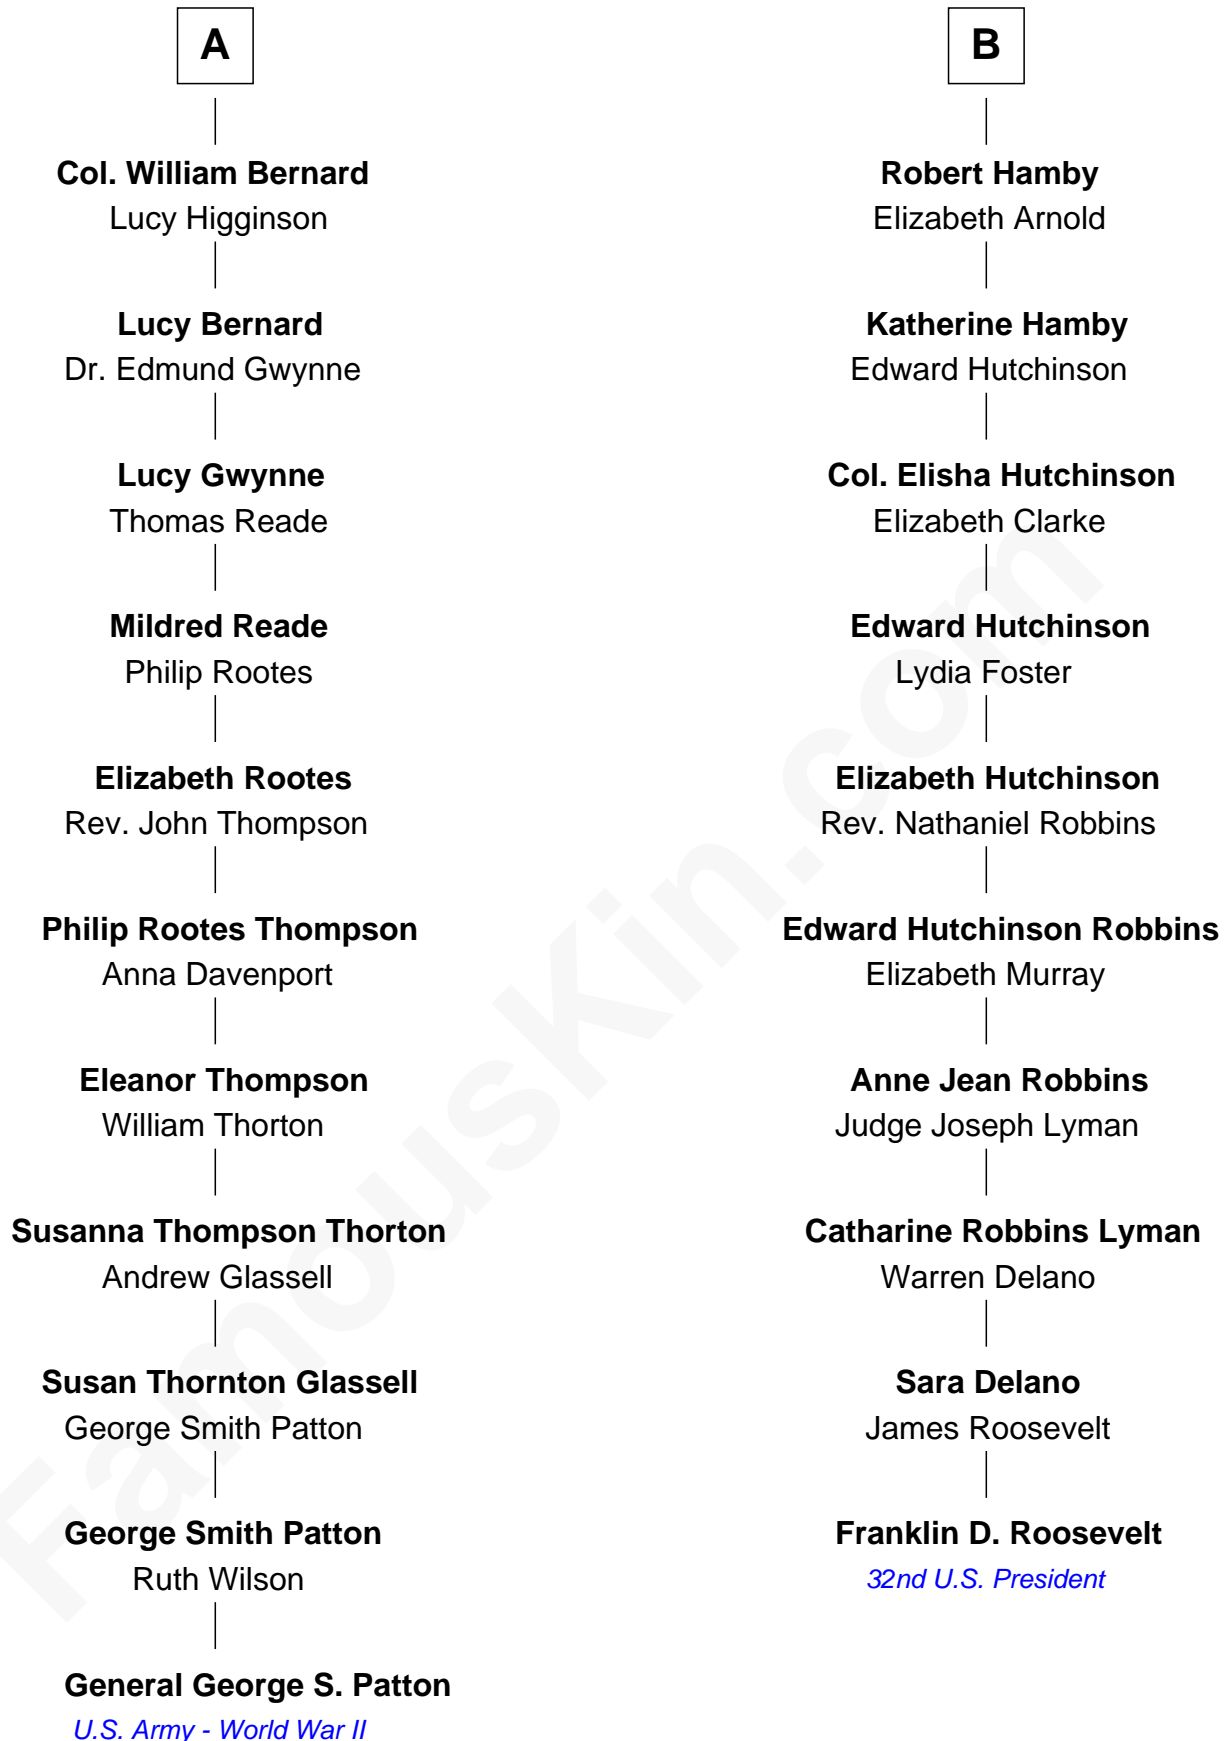 A
Col. William Bernard
Lucy Higginson
Lucy Bernard
Dr. Edmund Gwynne
Lucy Gwynne
Thomas Reade
Mildred Reade
Philip Rootes
Elizabeth Rootes
Rev. John Thompson
Philip Rootes Thompson
Anna Davenport
Eleanor Thompson
William Thorton
Susanna Thompson Thorton
Andrew Glassell
Susan Thornton Glassell
George Smith Patton
George Smith Patton
Ruth Wilson
General George S. Patton
U.S. Army - World War II
B
Robert Hamby
Elizabeth Arnold
Katherine Hamby
Edward Hutchinson
Col. Elisha Hutchinson
Elizabeth Clarke
Edward Hutchinson
Lydia Foster
Elizabeth Hutchinson
Rev. Nathaniel Robbins
Edward Hutchinson Robbins
Elizabeth Murray
Anne Jean Robbins
Judge Joseph Lyman
Catharine Robbins Lyman
Warren Delano
Sara Delano
James Roosevelt
Franklin D. Roosevelt
32nd U.S. President
FamousKin.com